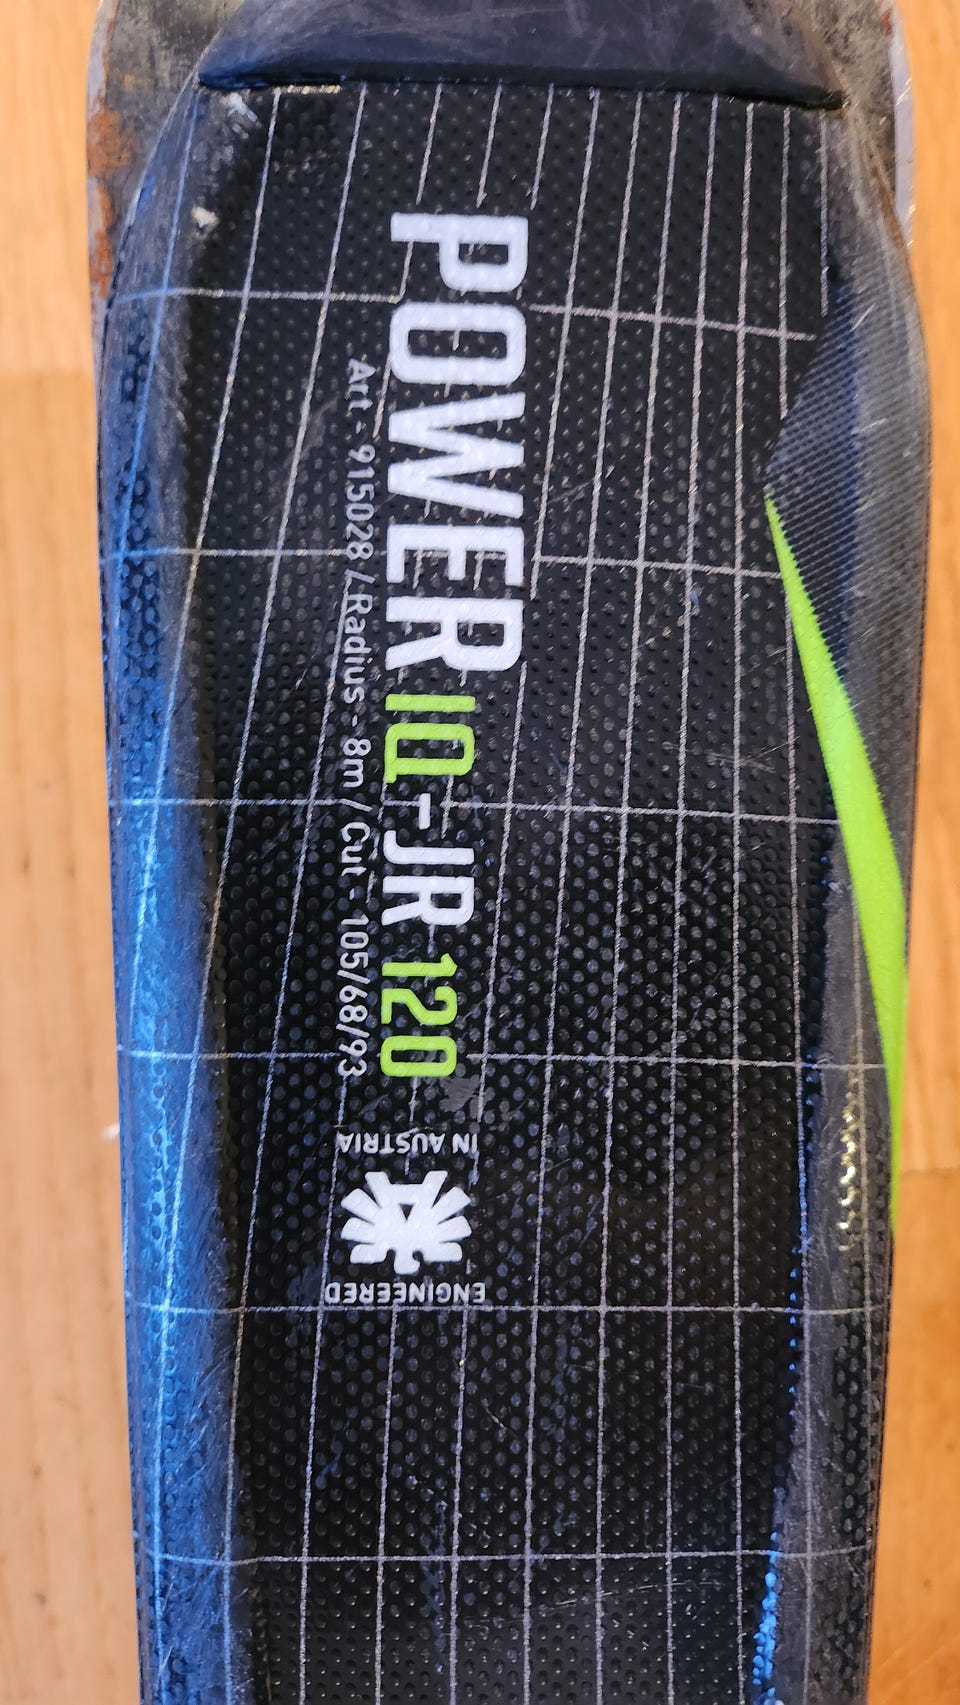 POWER IQ-JR 120
Art - 915028 / Radius - 8m / Cut - 105/68/93
ENGINEERED
IN AUSTRIA